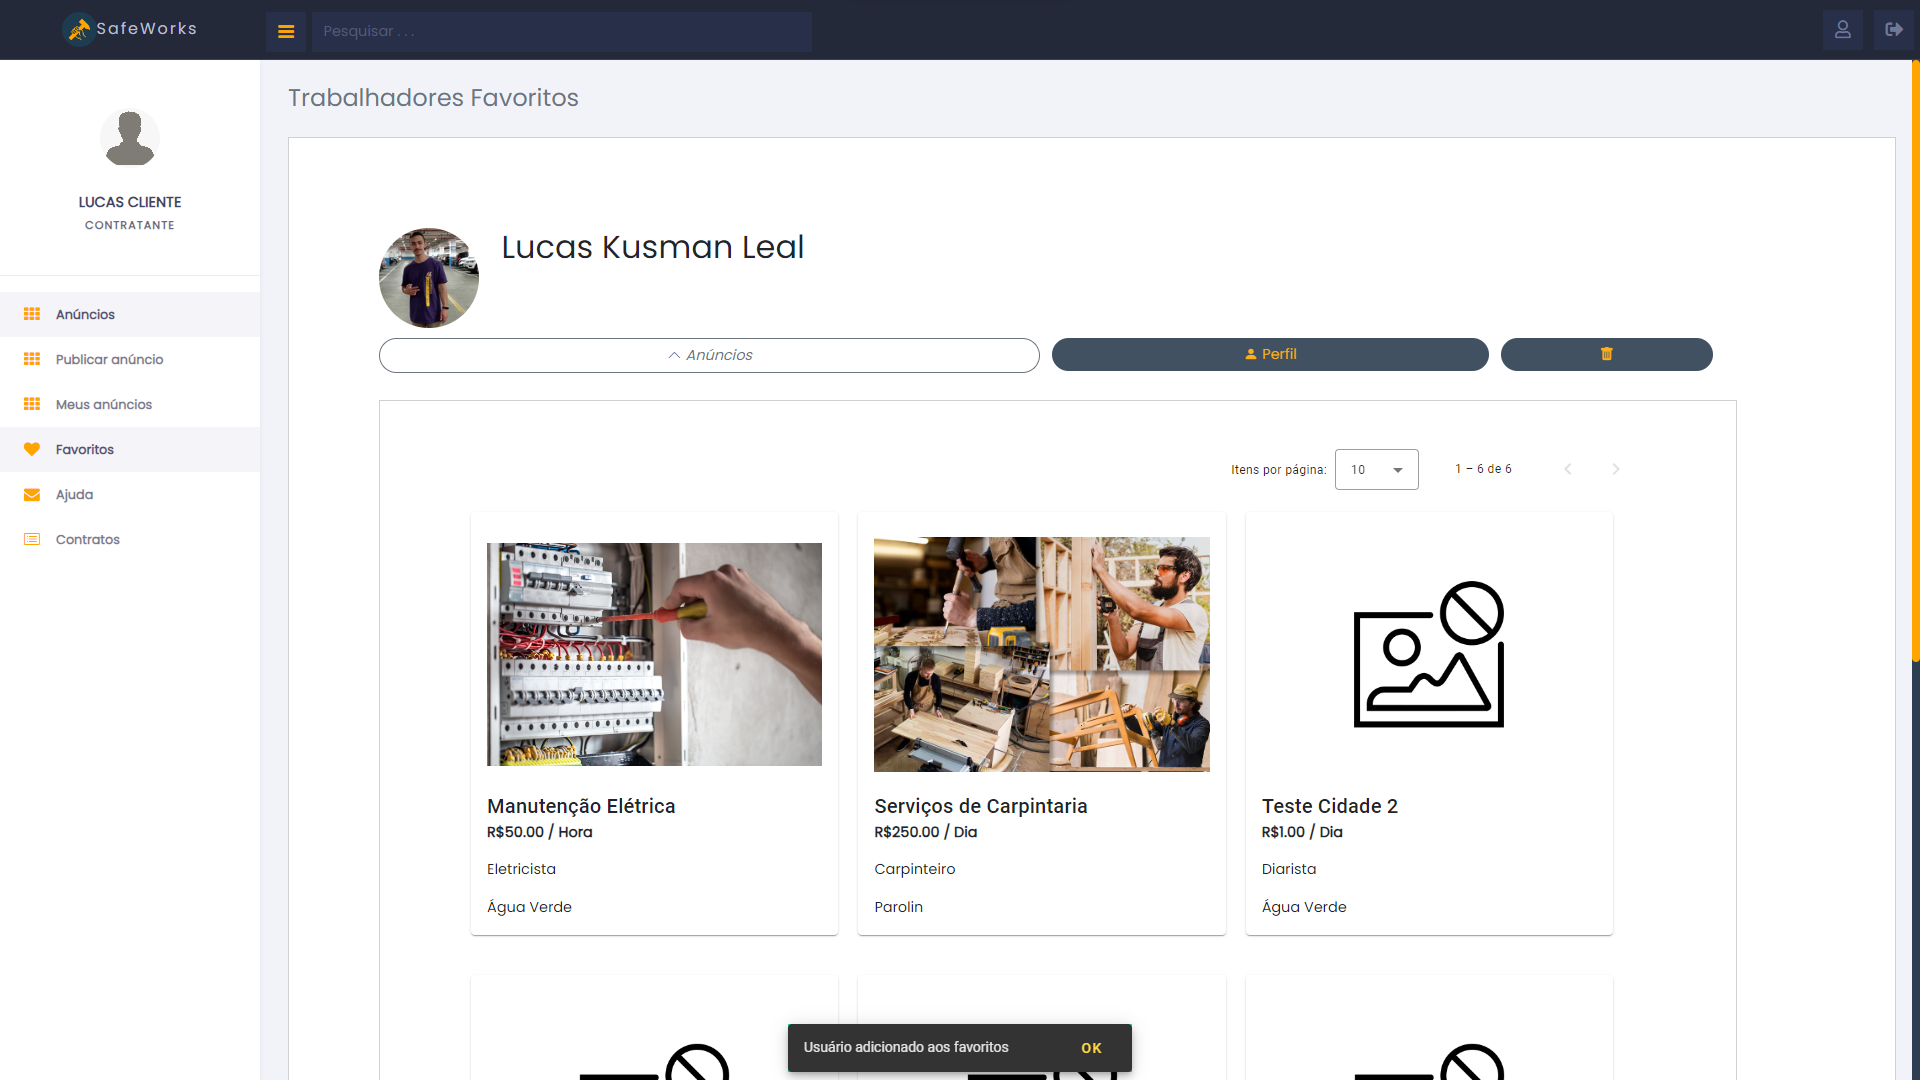 SafeWorks
Pesquisar . . .
Trabalhadores Favoritos
LUCAS CLIENTE
CONTRATANTE
Anúncios
Publicar anúncio
Meus anúncios
Favoritos
Ajuda
Contratos
Lucas Kusman Leal
Anúncios
Perfil
Itens por página:
10
1 – 6 de 6
Manutenção Elétrica
R$50.00 / Hora
Eletricista
Água Verde
Serviços de Carpintaria
R$250.00 / Dia
Carpinteiro
Parolin
Teste Cidade 2
R$1.00 / Dia
Diarista
Água Verde
Usuário adicionado aos favoritos
OK